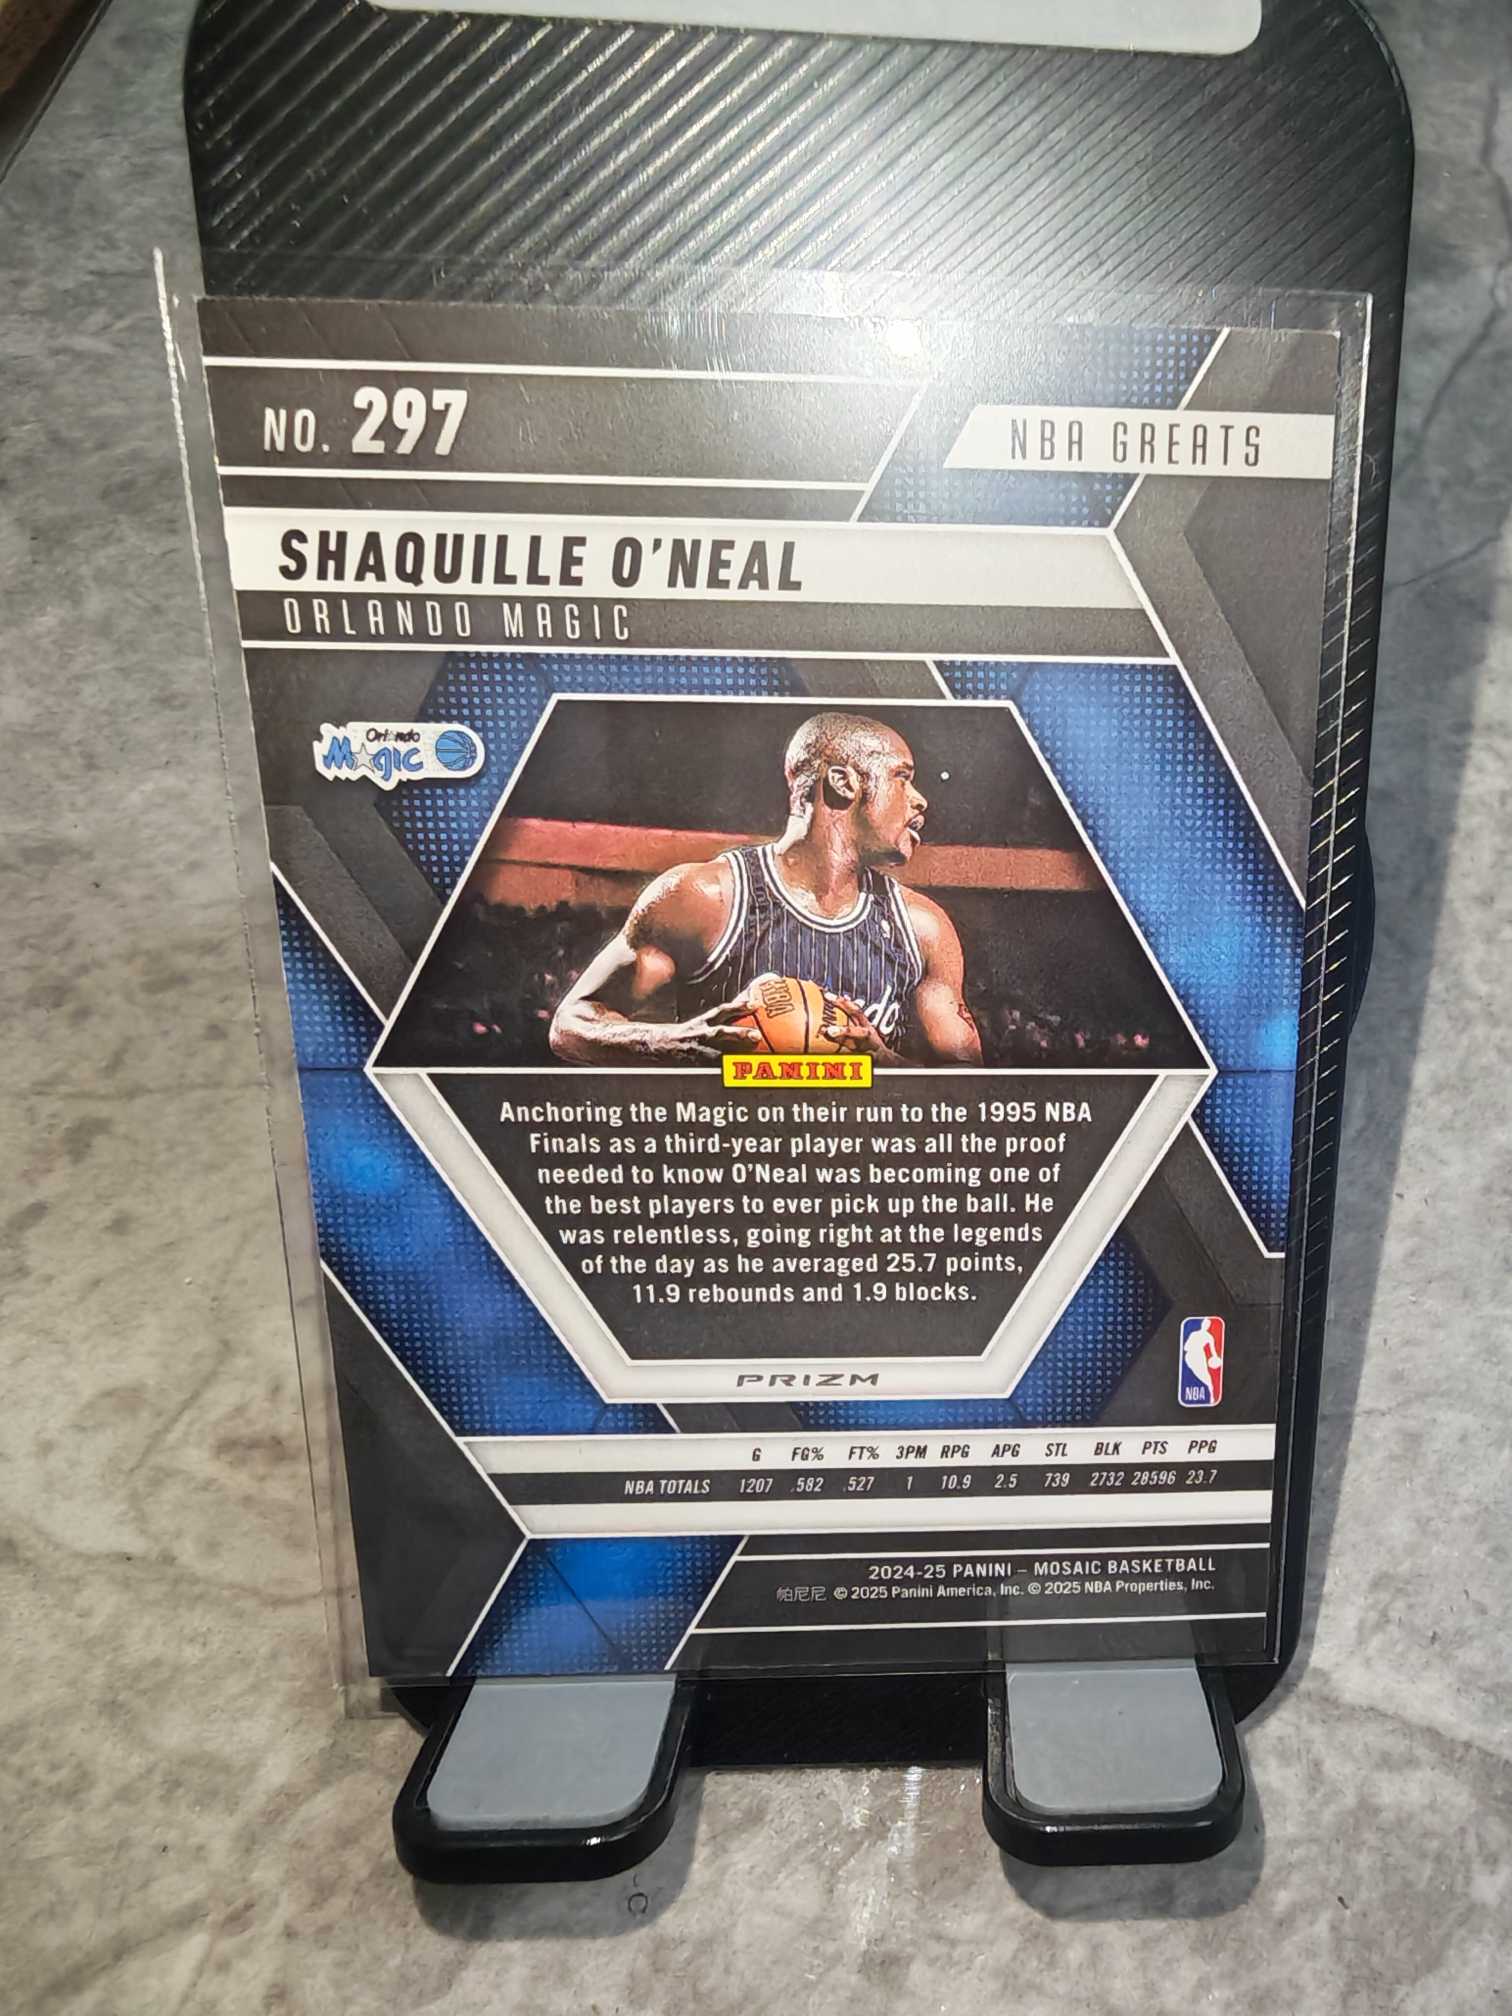 NO. 297
NBA GREATS
SHAQUILLE O'NEAL
ORLANDO MAGIC
Orlando
Magic
PANINI
Anchoring the Magic on their run to the 1995 NBA
Finals as a third-year player was all the proof
needed to know O'Neal was becoming one of
the best players to ever pick up the ball. He
was relentless, going right at the legends
of the day as he averaged 25.7 points,
11.9 rebounds and 1.9 blocks.
PRIZM
NBA
G FG% FT% 3PM RPG APG STL BLK PTS PPG
NBA TOTALS 1207 .582 .527 1 10.9 2.5 739 2732 28596 23.7
2024-25 PANINI – MOSAIC BASKETBALL
帕尼尼 © 2025 Panini America, Inc. © 2025 NBA Properties, Inc.